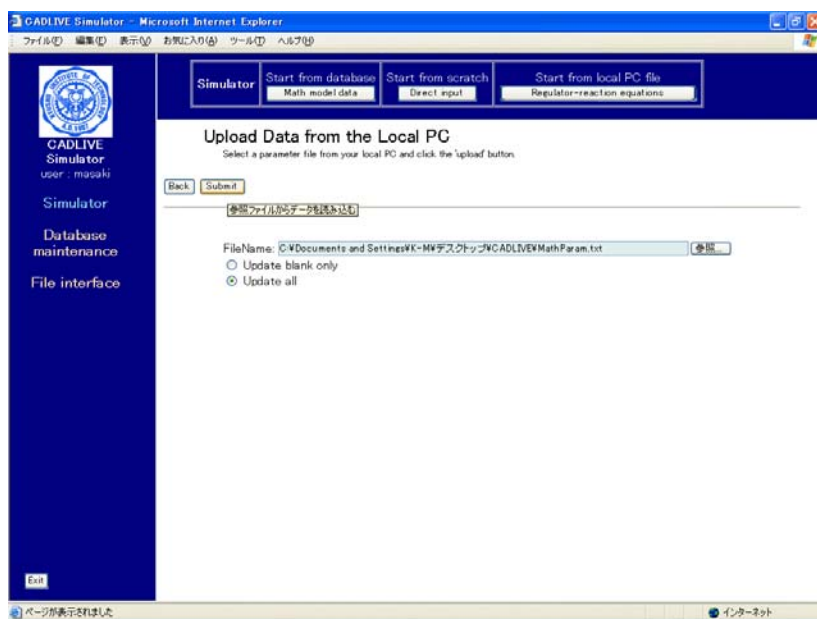 CADLIVE Simulator - Microsoft Internet Explorer
ファイル(F) 編集(E) 表示(V) お気に入り(A) ツール(T) ヘルプ(H)
Simulator
Start from database
Math model data
Start from scratch
Direct input
Start from local PC file
Regulator-reaction equations
CADLIVE
Simulator
user : masaki
Simulator
Database
maintenance
File interface
Exit
Upload Data from the Local PC
Select a parameter file from your local PC and click the 'upload' button.
Back Submit
参照ファイルからデータを読み込む
FileName: C:¥Documents and Settings¥K-M¥デスクトップ¥CADLIVE¥MathParam.txt 参照...
Update blank only
Update all
ページが表示されました
インターネット